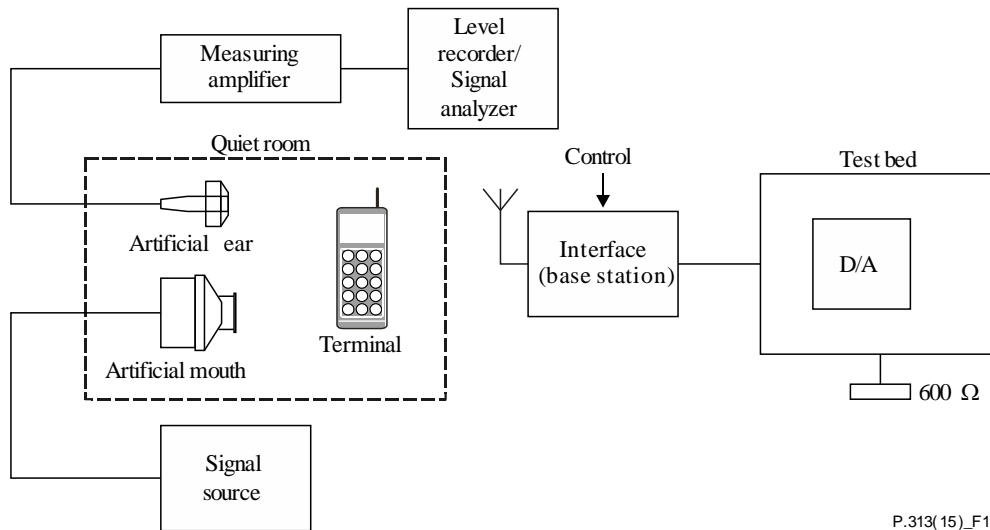 Level
recorder/
Signal
analyzer
Measuring
amplifier
Quiet room
Artificial ear
Artificial mouth
Terminal
Control
Interface
(base station)
Test bed
D/A
600 Ω
Signal
source
P.313(15)_F1